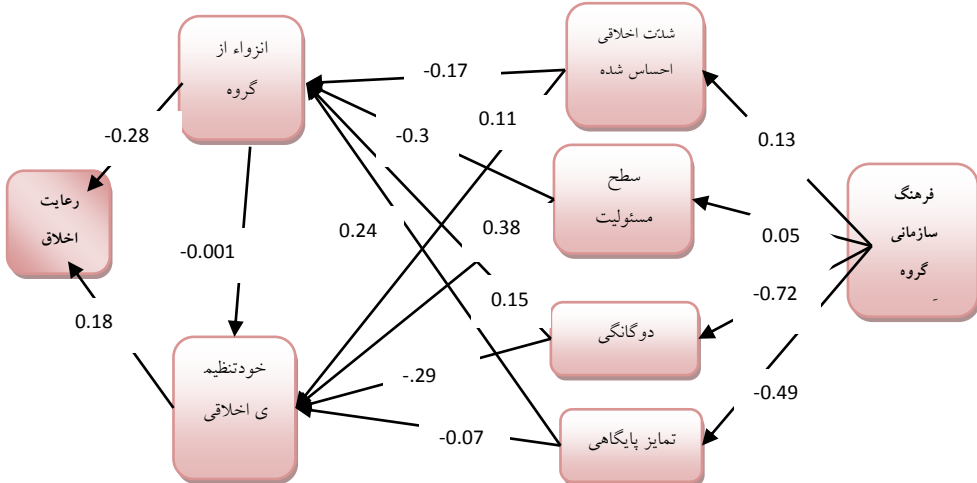 انزواء از
گروه
شدّت اخلاقی
احساس شده
-0.17
0.11
-0.28
-0.3
0.13
سطح
مسئولیت
فرهنگ
سازمانی
گروه
رعایت
اخلاق
-0.001
0.24
0.38
0.05
0.15
-0.72
0.18
دوگانگی
خودتنظیم
ی اخلاقی
-.29
-0.49
-0.07
تمایز پایگاهی